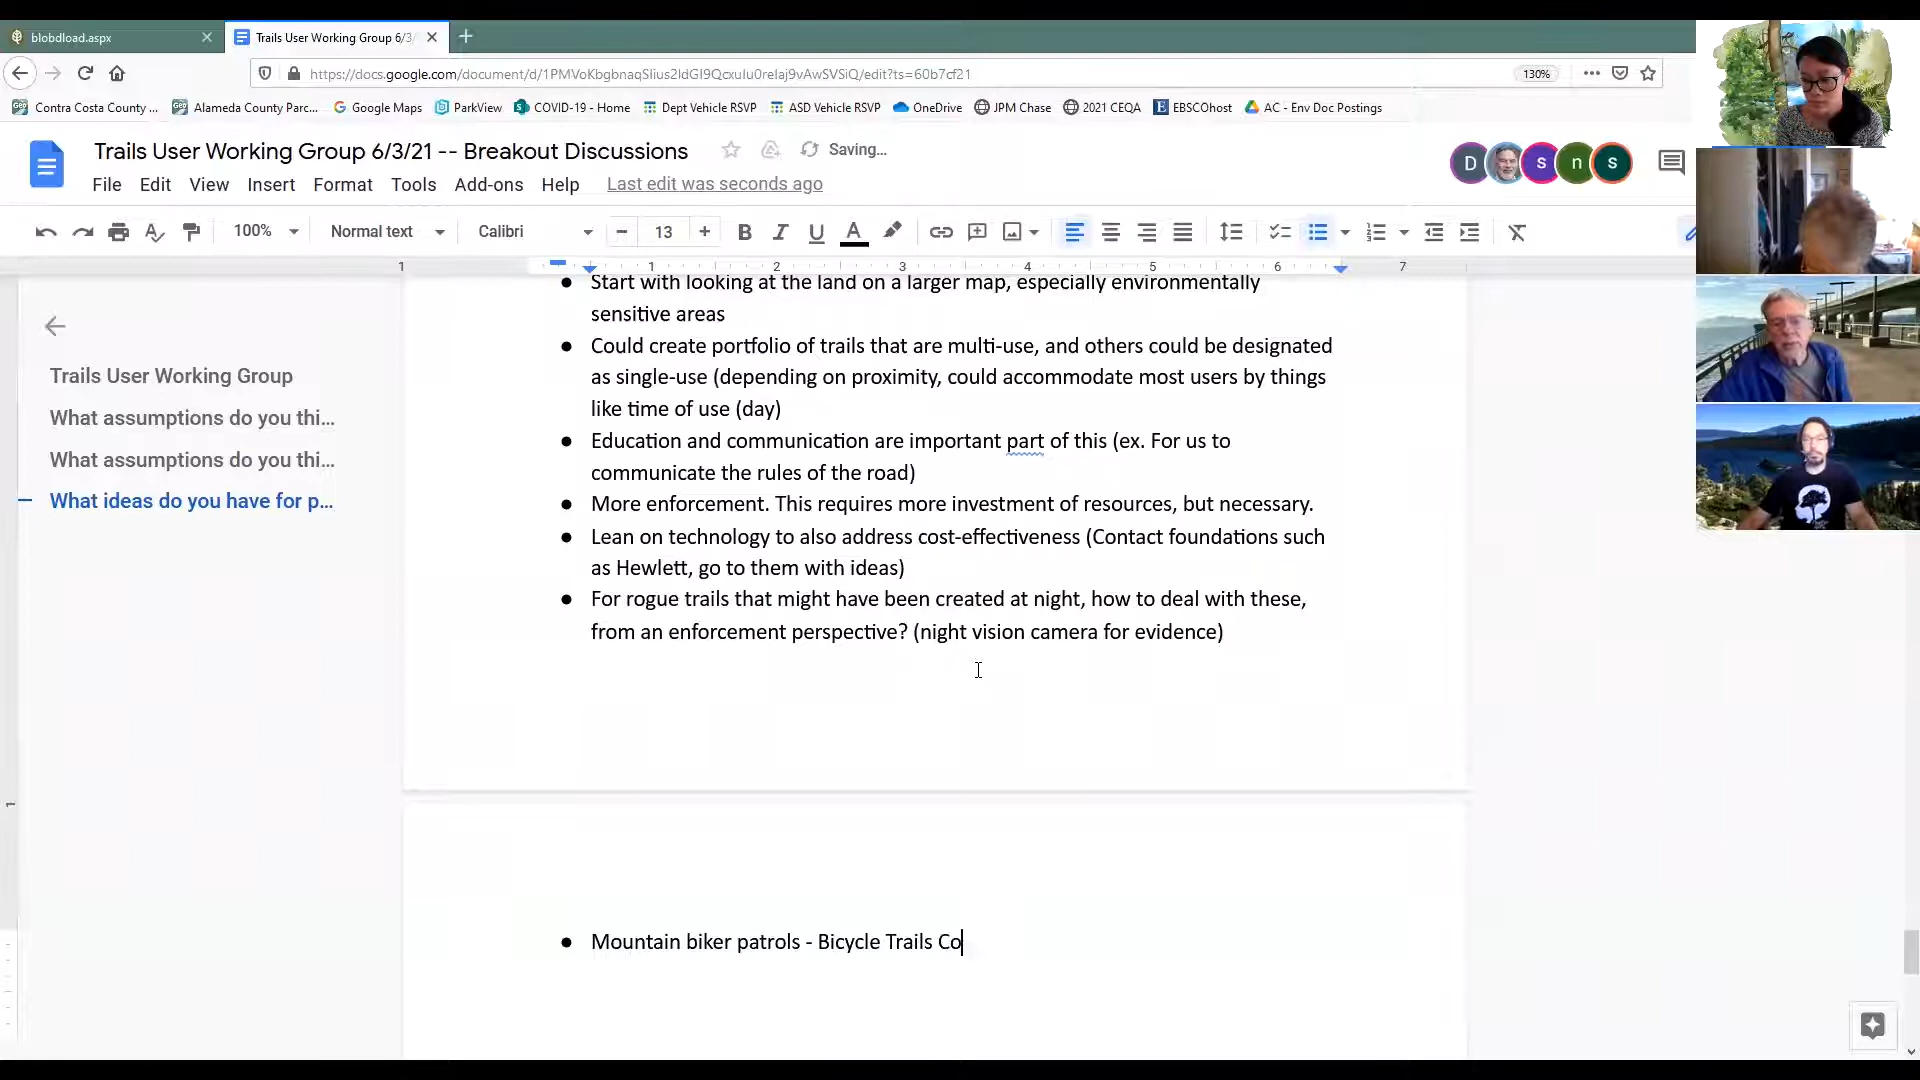 blobdload.aspx
Trails User Working Group 6/3/
https://docs.google.com/document/d/1PMVoKbgbnaqSlius2ldGI9Qcxulu0relaj9vAwSVSiQ/edit?ts=60b7cf21
130%
Contra Costa County ...
Alameda County Parc...
Google Maps
ParkView
COVID-19 - Home
Dept Vehicle RSVP
ASD Vehicle RSVP
OneDrive
JPM Chase
2021 CEQA
EBSCOhost
AC - Env Doc Postings
Trails User Working Group 6/3/21 -- Breakout Discussions
Saving...
D
s
n
s
File Edit View Insert Format Tools Add-ons Help Last edit was seconds ago
100% Normal text Calibri 13 B I U A
1 1 2 3 4 5 6 7
Trails User Working Group
What assumptions do you thi...
What assumptions do you thi...
What ideas do you have for p...
● Start with looking at the land on a larger map, especially environmentally
sensitive areas
● Could create portfolio of trails that are multi-use, and others could be designated
as single-use (depending on proximity, could accommodate most users by things
like time of use (day)
● Education and communication are important part of this (ex. For us to
communicate the rules of the road)
● More enforcement. This requires more investment of resources, but necessary.
● Lean on technology to also address cost-effectiveness (Contact foundations such
as Hewlett, go to them with ideas)
● For rogue trails that might have been created at night, how to deal with these,
from an enforcement perspective? (night vision camera for evidence)
● Mountain biker patrols - Bicycle Trails Co